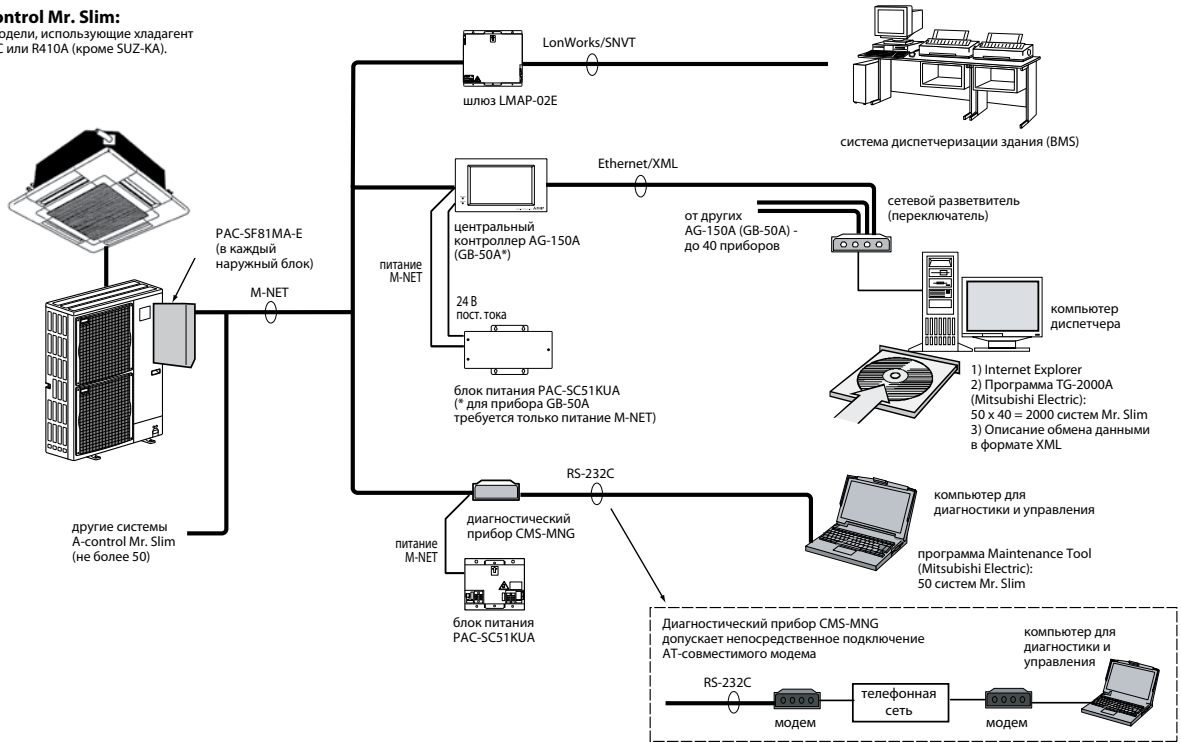 ontrol Mr. Slim:
одели, использующие хладагент
С или R410A (кроме SUZ-KA).
LonWorks/SNVT
шлюз LMAP-02E
система диспетчеризации здания (BMS)
Ethernet/XML
PAC-SF81MA-E
(в каждый
наружный блок)
M-NET
центральный
контроллер AG-150A
(GB-50A*)
питание
M-NET
24 В
пост. тока
от других
AG-150A (GB-50A) -
до 40 приборов
сетевой разветвитель
(переключатель)
компьютер
диспетчера
блок питания PAC-SC51KUA
(* для прибора GB-50A
требуется только питание M-NET)
1) Internet Explorer
2) Программа TG-2000A
(Mitsubishi Electric):
50 x 40 = 2000 систем Mr. Slim
3) Описание обмена данными
в формате XML
RS-232C
другие системы
A-control Mr. Slim
(не более 50)
диагностический
прибор CMS-MNG
питание
M-NET
блок питания
PAC-SC51KUA
компьютер для
диагностики и управления
программа Maintenance Tool
(Mitsubishi Electric):
50 систем Mr. Slim
Диагностический прибор CMS-MNG
допускает непосредственное подключение
АТ-совместимого модема
компьютер для
диагностики и
управления
RS-232C
модем
телефонная
сеть
модем